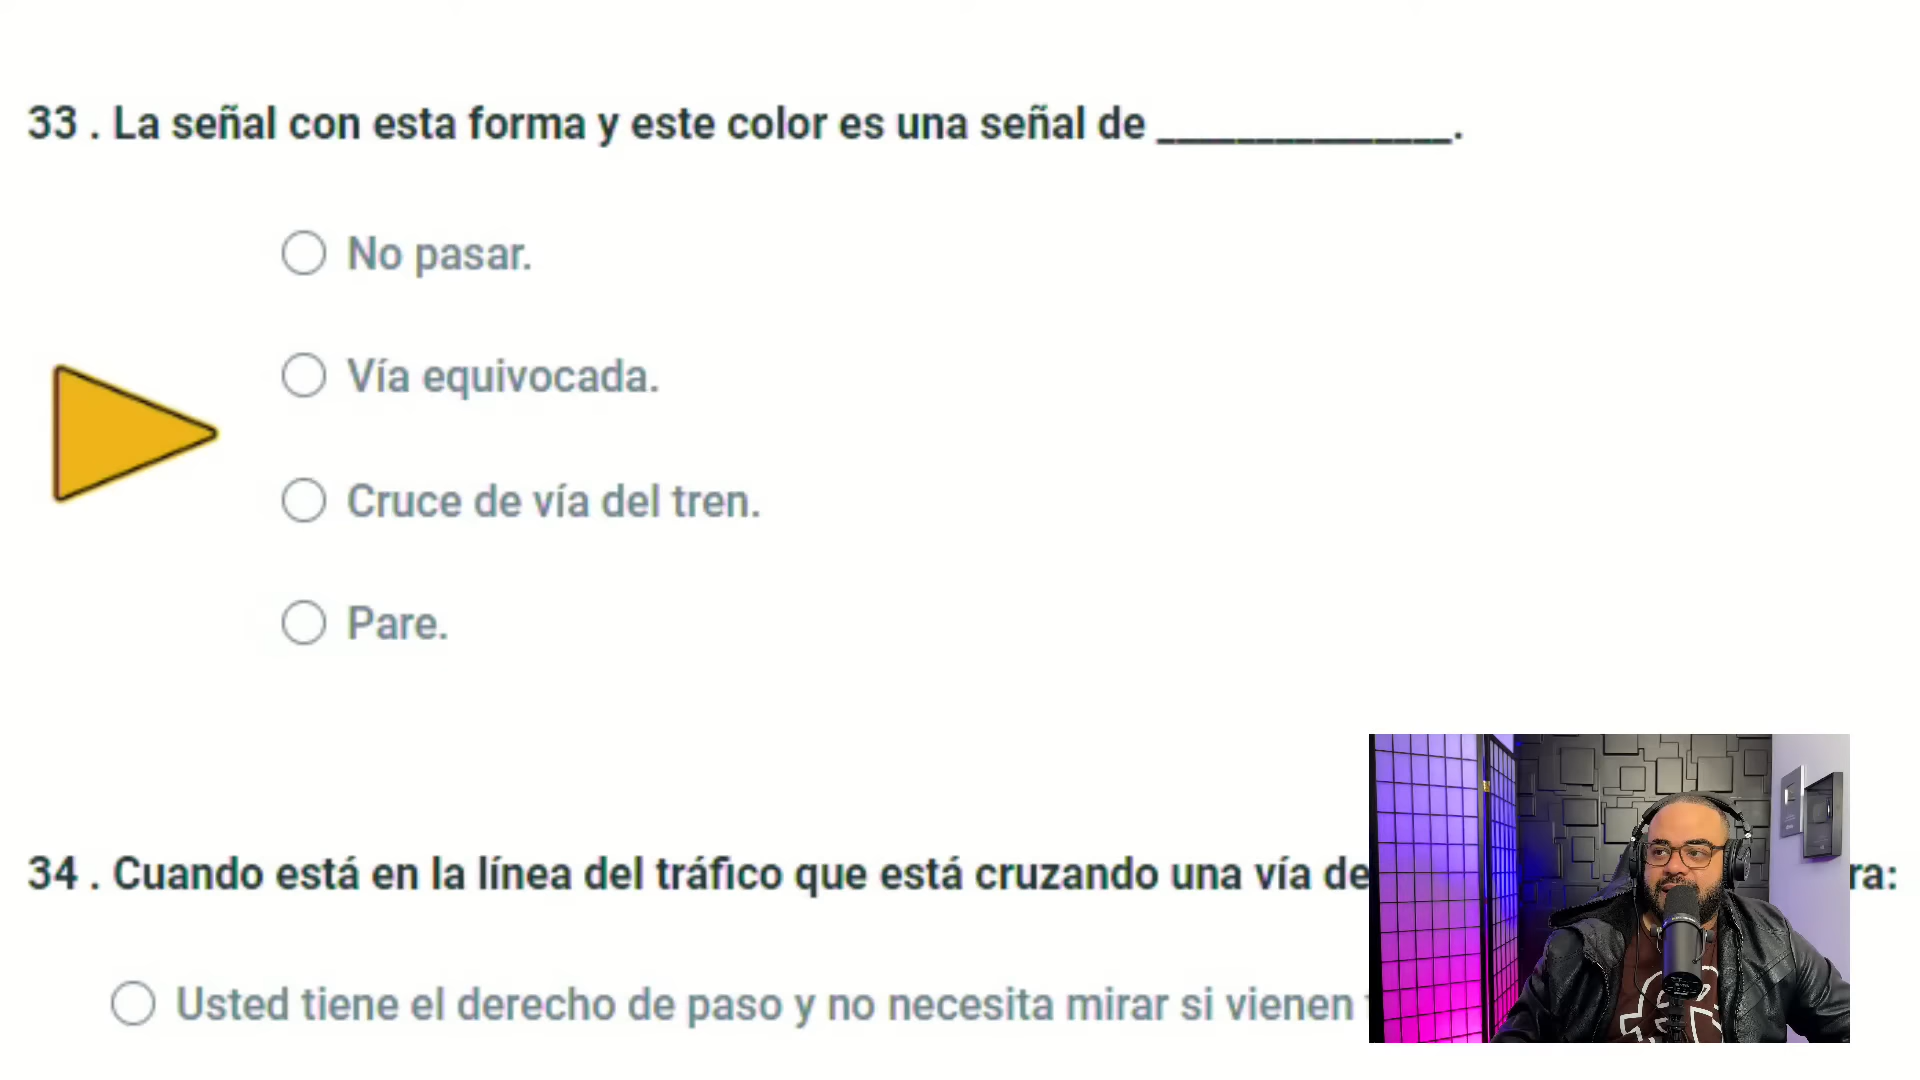 33 . La señal con esta forma y este color es una señal de _______________.
No pasar.
Vía equivocada.
Cruce de vía del tren.
Pare.
34 . Cuando está en la línea del tráfico que está cruzando una vía de ra:
Usted tiene el derecho de paso y no necesita mirar si vienen